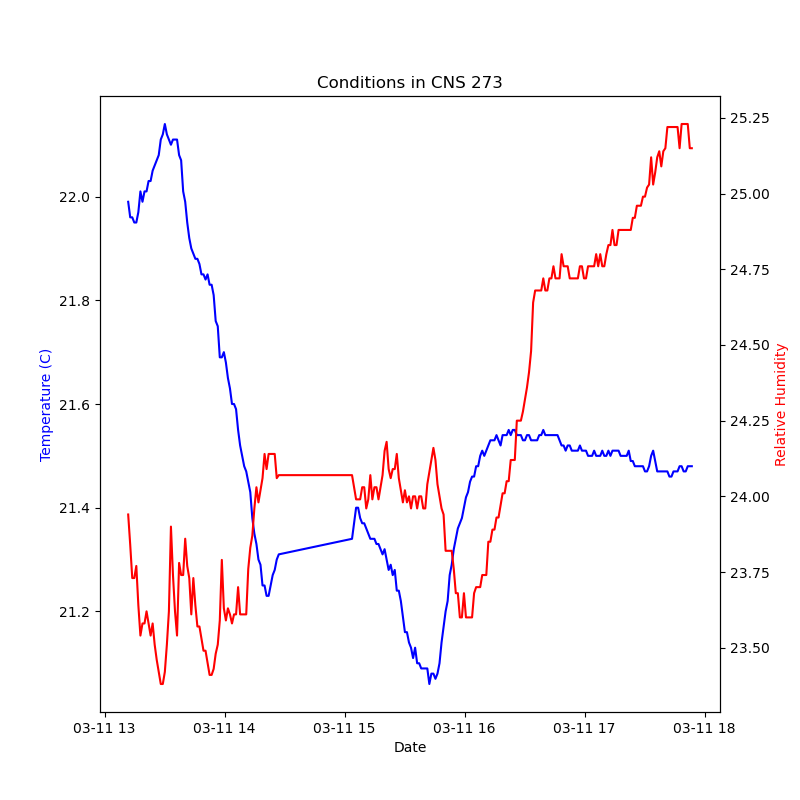 Conditions in CNS 273
22.0
21.8
21.6
21.4
21.2
Temperature (C)
25.25
25.00
24.75
24.50
24.25
24.00
23.75
23.50
Relative Humidity
03-11 13 03-11 14 03-11 15 03-11 16 03-11 17 03-11 18
Date